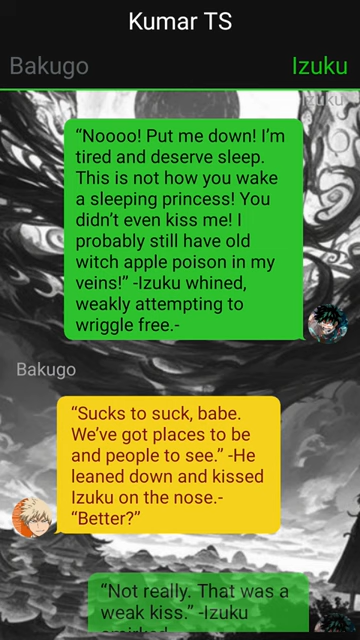 Kumar TS
Bakugo
Izuku
Izuku
“Noooo! Put me down! I’m
tired and deserve sleep.
This is not how you wake
a sleeping princess! You
didn’t even kiss me! I
probably still have old
witch apple poison in my
veins!” -Izuku whined,
weakly attempting to
wriggle free.-
Bakugo
“Sucks to suck, babe.
We’ve got places to be
and people to see.” -He
leaned down and kissed
Izuku on the nose.-
“Better?”
“Not really. That was a
weak kiss.” -Izuku
smirked